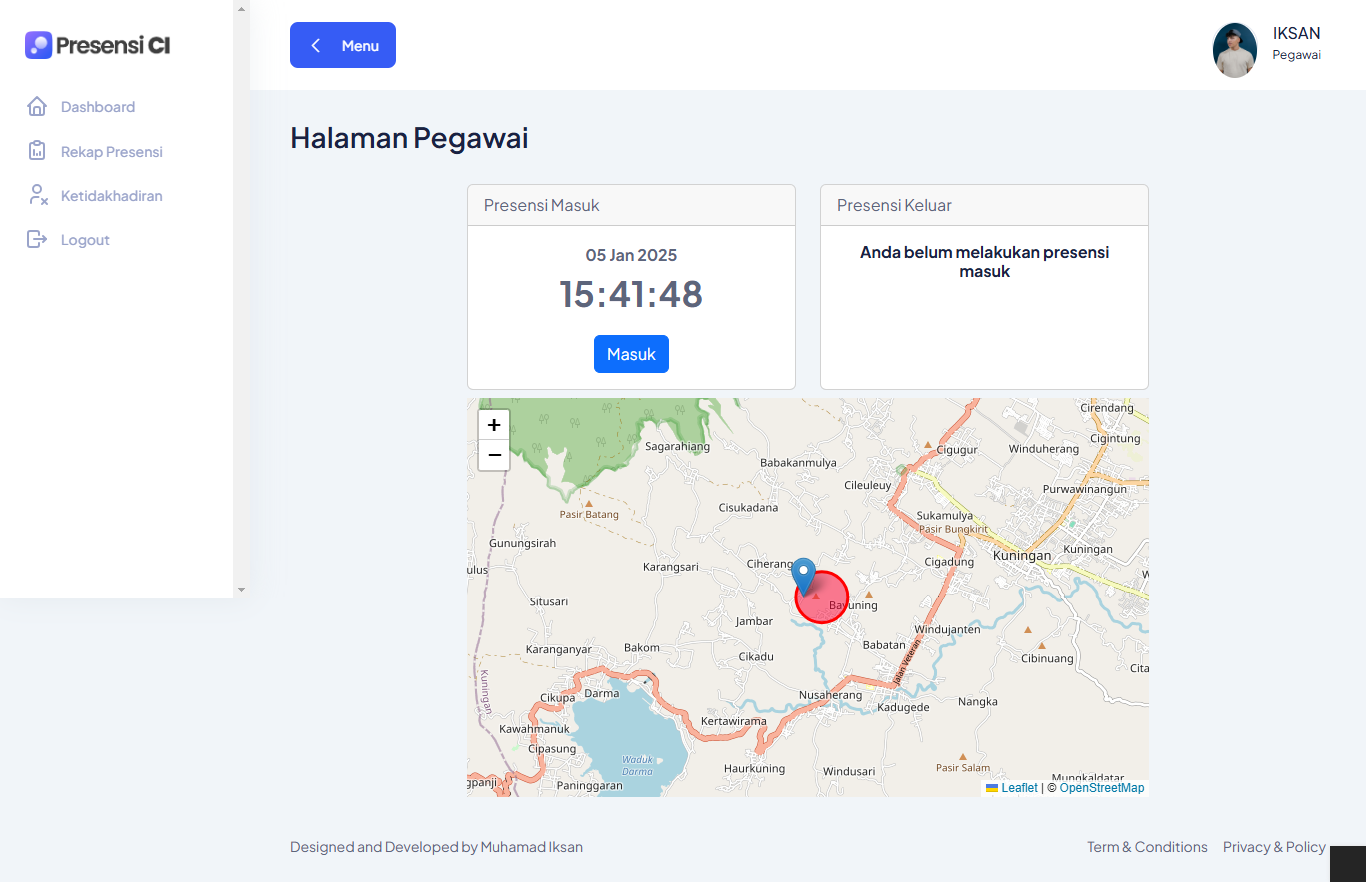 Presensi CI
Menu
IKSAN
Pegawai
Dashboard
Rekap Presensi
Ketidakhadiran
Logout
Halaman Pegawai
Presensi Masuk
05 Jan 2025
15:41:48
Masuk
Presensi Keluar
Anda belum melakukan presensi
masuk
+
−
Cirendang
Cigintung
Sagarahiang
Cigugur
Winduherang
Babakanmulya
Cileuleuy
Purwawinangun
Cisukadana
Pasir Batang
Sukamulya
Pasir Bungkirit
Gunungsirah
Kuningan
Kuningan
Ciherang
Cigadung
Karangsari
ulus
Situsari
Bayuning
Jambar
Windujanten
Babatan
Karanganyar
Bakom
Cikadu
Cibinuang
Cita
Jalan Veteran
Kuningan
Cikupa
Darma
Nusaherang
Nangka
Kadugede
Kertawirama
Kawahmanuk
Cipasung
Waduk
Darma
Haurkuning
Windusari
Pasir Salam
gpanji
Paninggaran
Mungkaldatar
Leaflet | © OpenStreetMap
Designed and Developed by Muhamad Iksan
Term & Conditions
Privacy & Policy